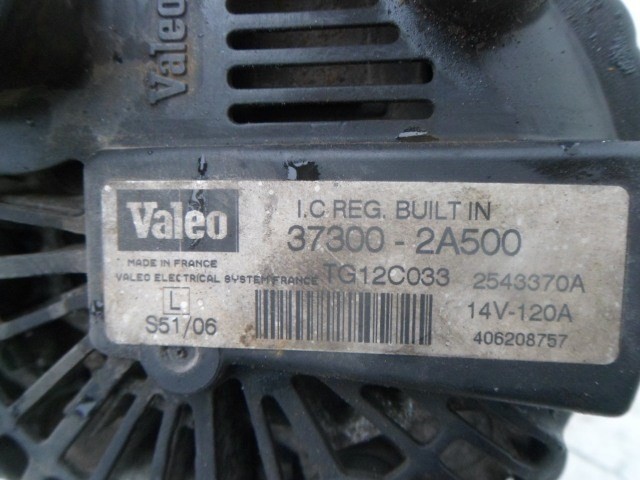 Valeo
Valeo
I.C REG. BUILT IN
37300 - 2A500
MADE IN FRANCE
VALEO ELECTRICAL SYSTEM FRANCE
TG12C033 2543370A
L
14V-120A
S51/06
406208757